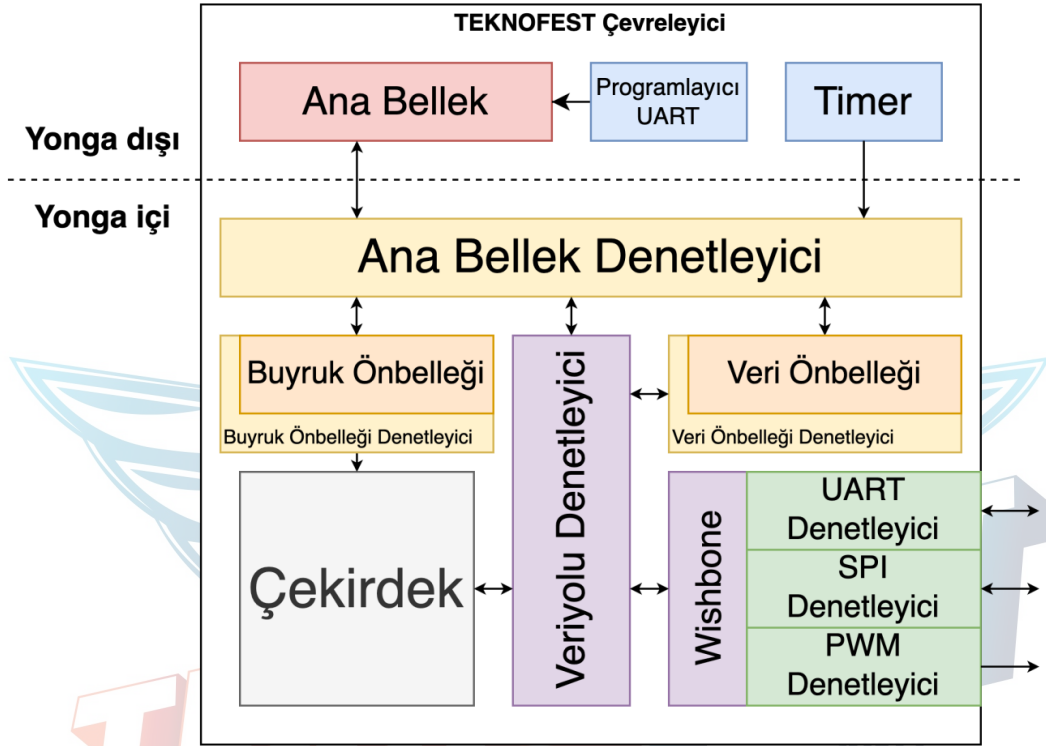 TEKNOFEST Çevreleyici
Ana Bellek
Programlayıcı
UART
Timer
Yonga dışı
Yonga içi
Ana Bellek Denetleyici
Buyruk Önbelleği
Buyruk Önbelleği Denetleyici
Veriyolu Denetleyici
Veri Önbelleği
Veri Önbelleği Denetleyici
Çekirdek
Wishbone
UART
Denetleyici
SPI
Denetleyici
PWM
Denetleyici